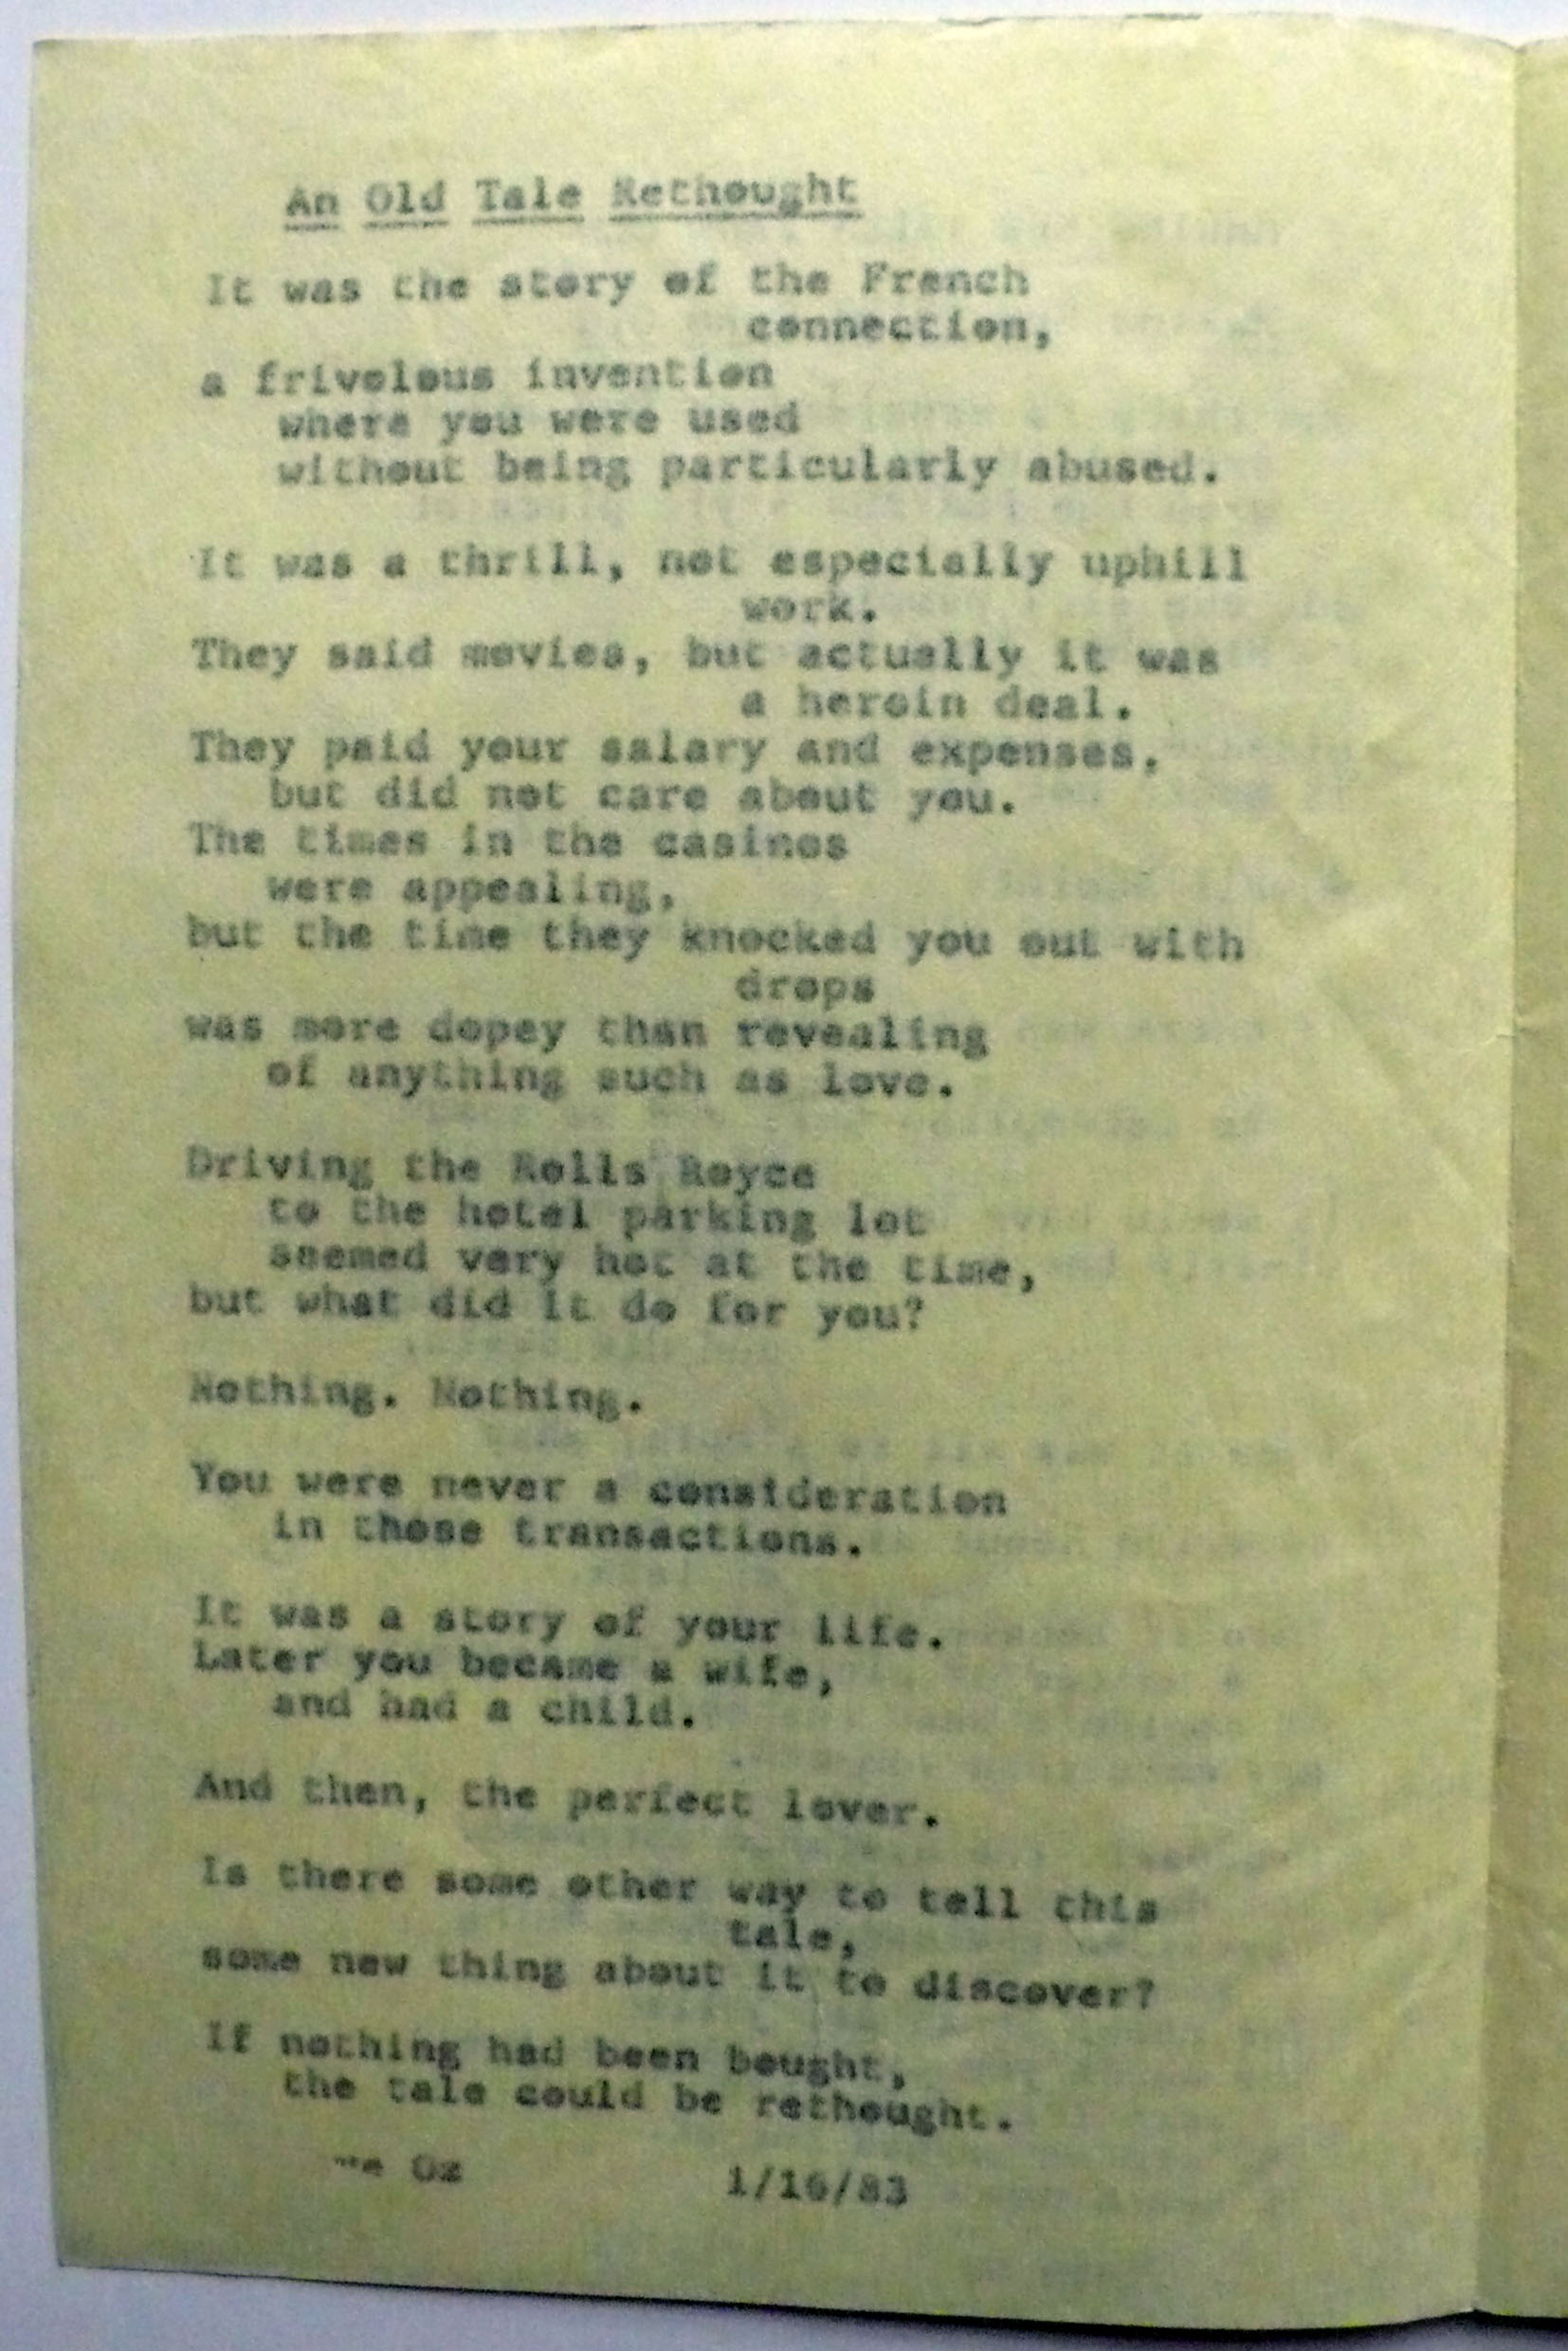 An Old Tale Rethought
It was the story of the French
connection,
a frivolous invention
where you were used
without being particularly abused.
It was a thrill, not especially uphill
work.
They said movies, but actually it was
a heroin deal.
They paid your salary and expenses,
but did not care about you.
The times in the casinos
were appealing,
but the time they knocked you out with
drops
was more dopey than revealing
of anything such as love.
Driving the Rolls Royce
to the hotel parking lot
seemed very hot at the time,
but what did it do for you?
Nothing. Nothing.
You were never a consideration
in those transactions.
It was a story of your life.
Later you became a wife,
and had a child.
And then, the perfect lover.
Is there some other way to tell this
tale,
some new thing about it to discover?
If nothing had been bought,
the tale could be rethought.
Oz 1/16/83